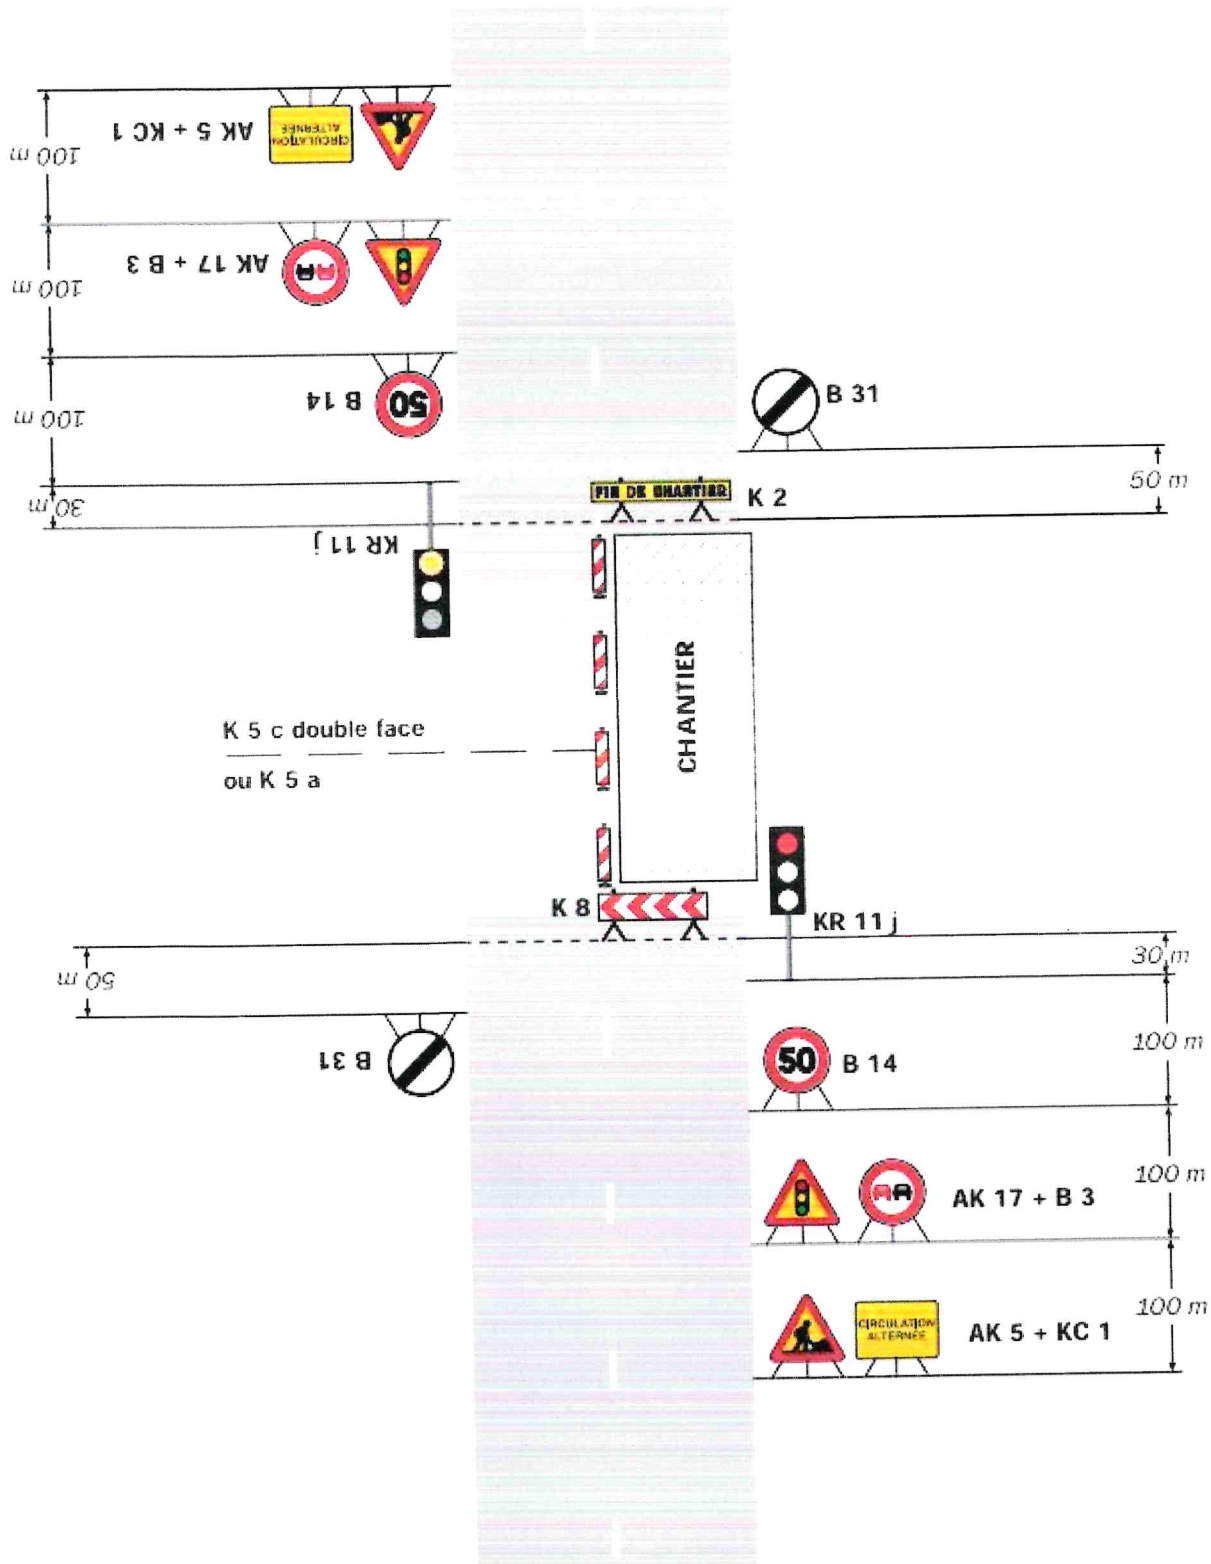 AK 5 + KC 1
CIRCULATION
ALTERNÉE
100 m
AK 17 + B 3
100 m
B 14
50
100 m
30 m
KR 11 j
B 31
50 m
FIN DE CHANTIER
K 2
CHANTIER
K 5 c double face
ou K 5 a
K 8
KR 11 j
30 m
50 m
B 31
50
B 14
100 m
AK 17 + B 3
100 m
CIRCULATION
ALTERNÉE
AK 5 + KC 1
100 m